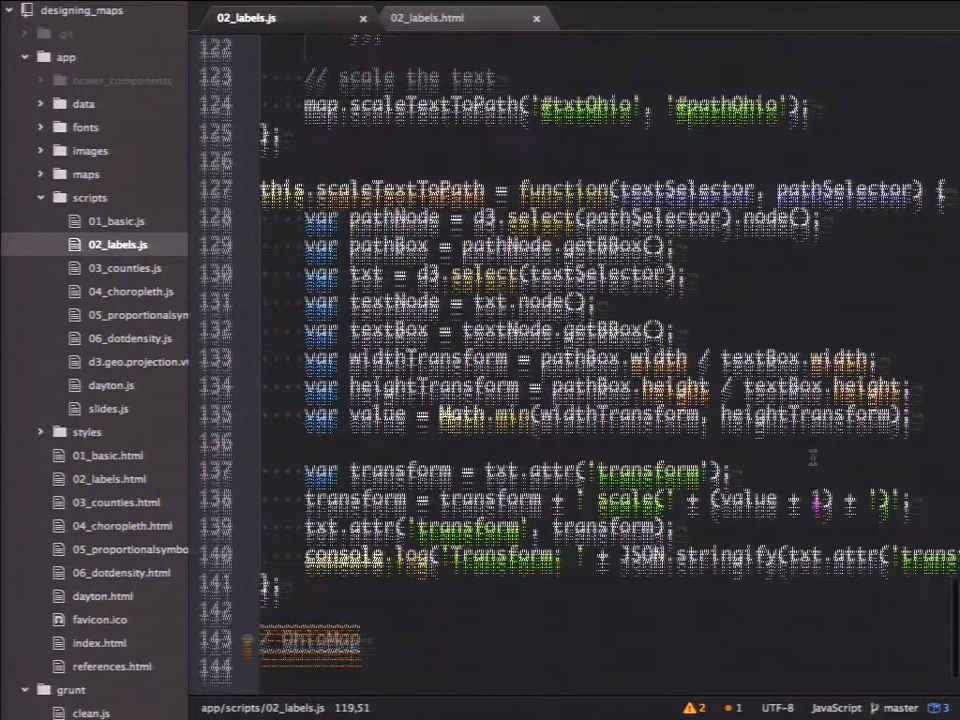 designing_maps
.git
app
bower_components
data
fonts
images
maps
scripts
01_basic.js
02_labels.js
03_counties.js
04_choropleth.js
05_proportionalsyn
06_dotdensity.js
d3.geo.projection.v
dayton.js
slides.js
styles
01_basic.html
02_labels.html
03_counties.html
04_choropleth.html
05_proportionalsymbo
06_dotdensity.html
dayton.html
favicon.ico
index.html
references.html
grunt
clean.js
02_labels.js
02_labels.html
122
123 // scale the text
124 map.scaleTextToPath('#txtOhio', '#pathOhio');
125 };
126
127 this.scaleTextToPath = function(textSelector, pathSelector) {
128 var pathNode = d3.select(pathSelector).node();
129 var pathBox = pathNode.getBBox();
130 var txt = d3.select(textSelector);
131 var textNode = txt.node();
132 var textBox = textNode.getBBox();
133 var widthTransform = pathBox.width / textBox.width;
134 var heightTransform = pathBox.height / textBox.height;
135 var value = Math.min(widthTransform, heightTransform);
136
137 var transform = txt.attr('transform');
138 transform = transform + ' scale(' + (value + 1) + ')';
139 txt.attr('transform', transform);
140 console.log('Transform: ' + JSON.stringify(txt.attr('trans
141 };
142
143
144
app/scripts/02_labels.js 119,51
2 1 UTF-8 JavaScript master 3